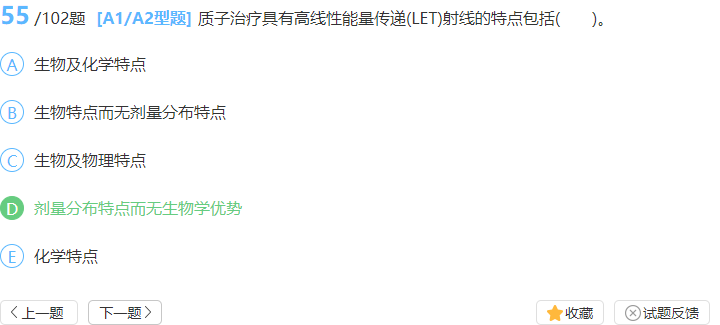 55/102题 [A1/A2型题] 质子治疗具有高线性能量传递(LET)射线的特点包括(　　)。
A 生物及化学特点
B 生物特点而无剂量分布特点
C 生物及物理特点
D 剂量分布特点而无生物学优势
E 化学特点
上一题 下一题 收藏 试题反馈